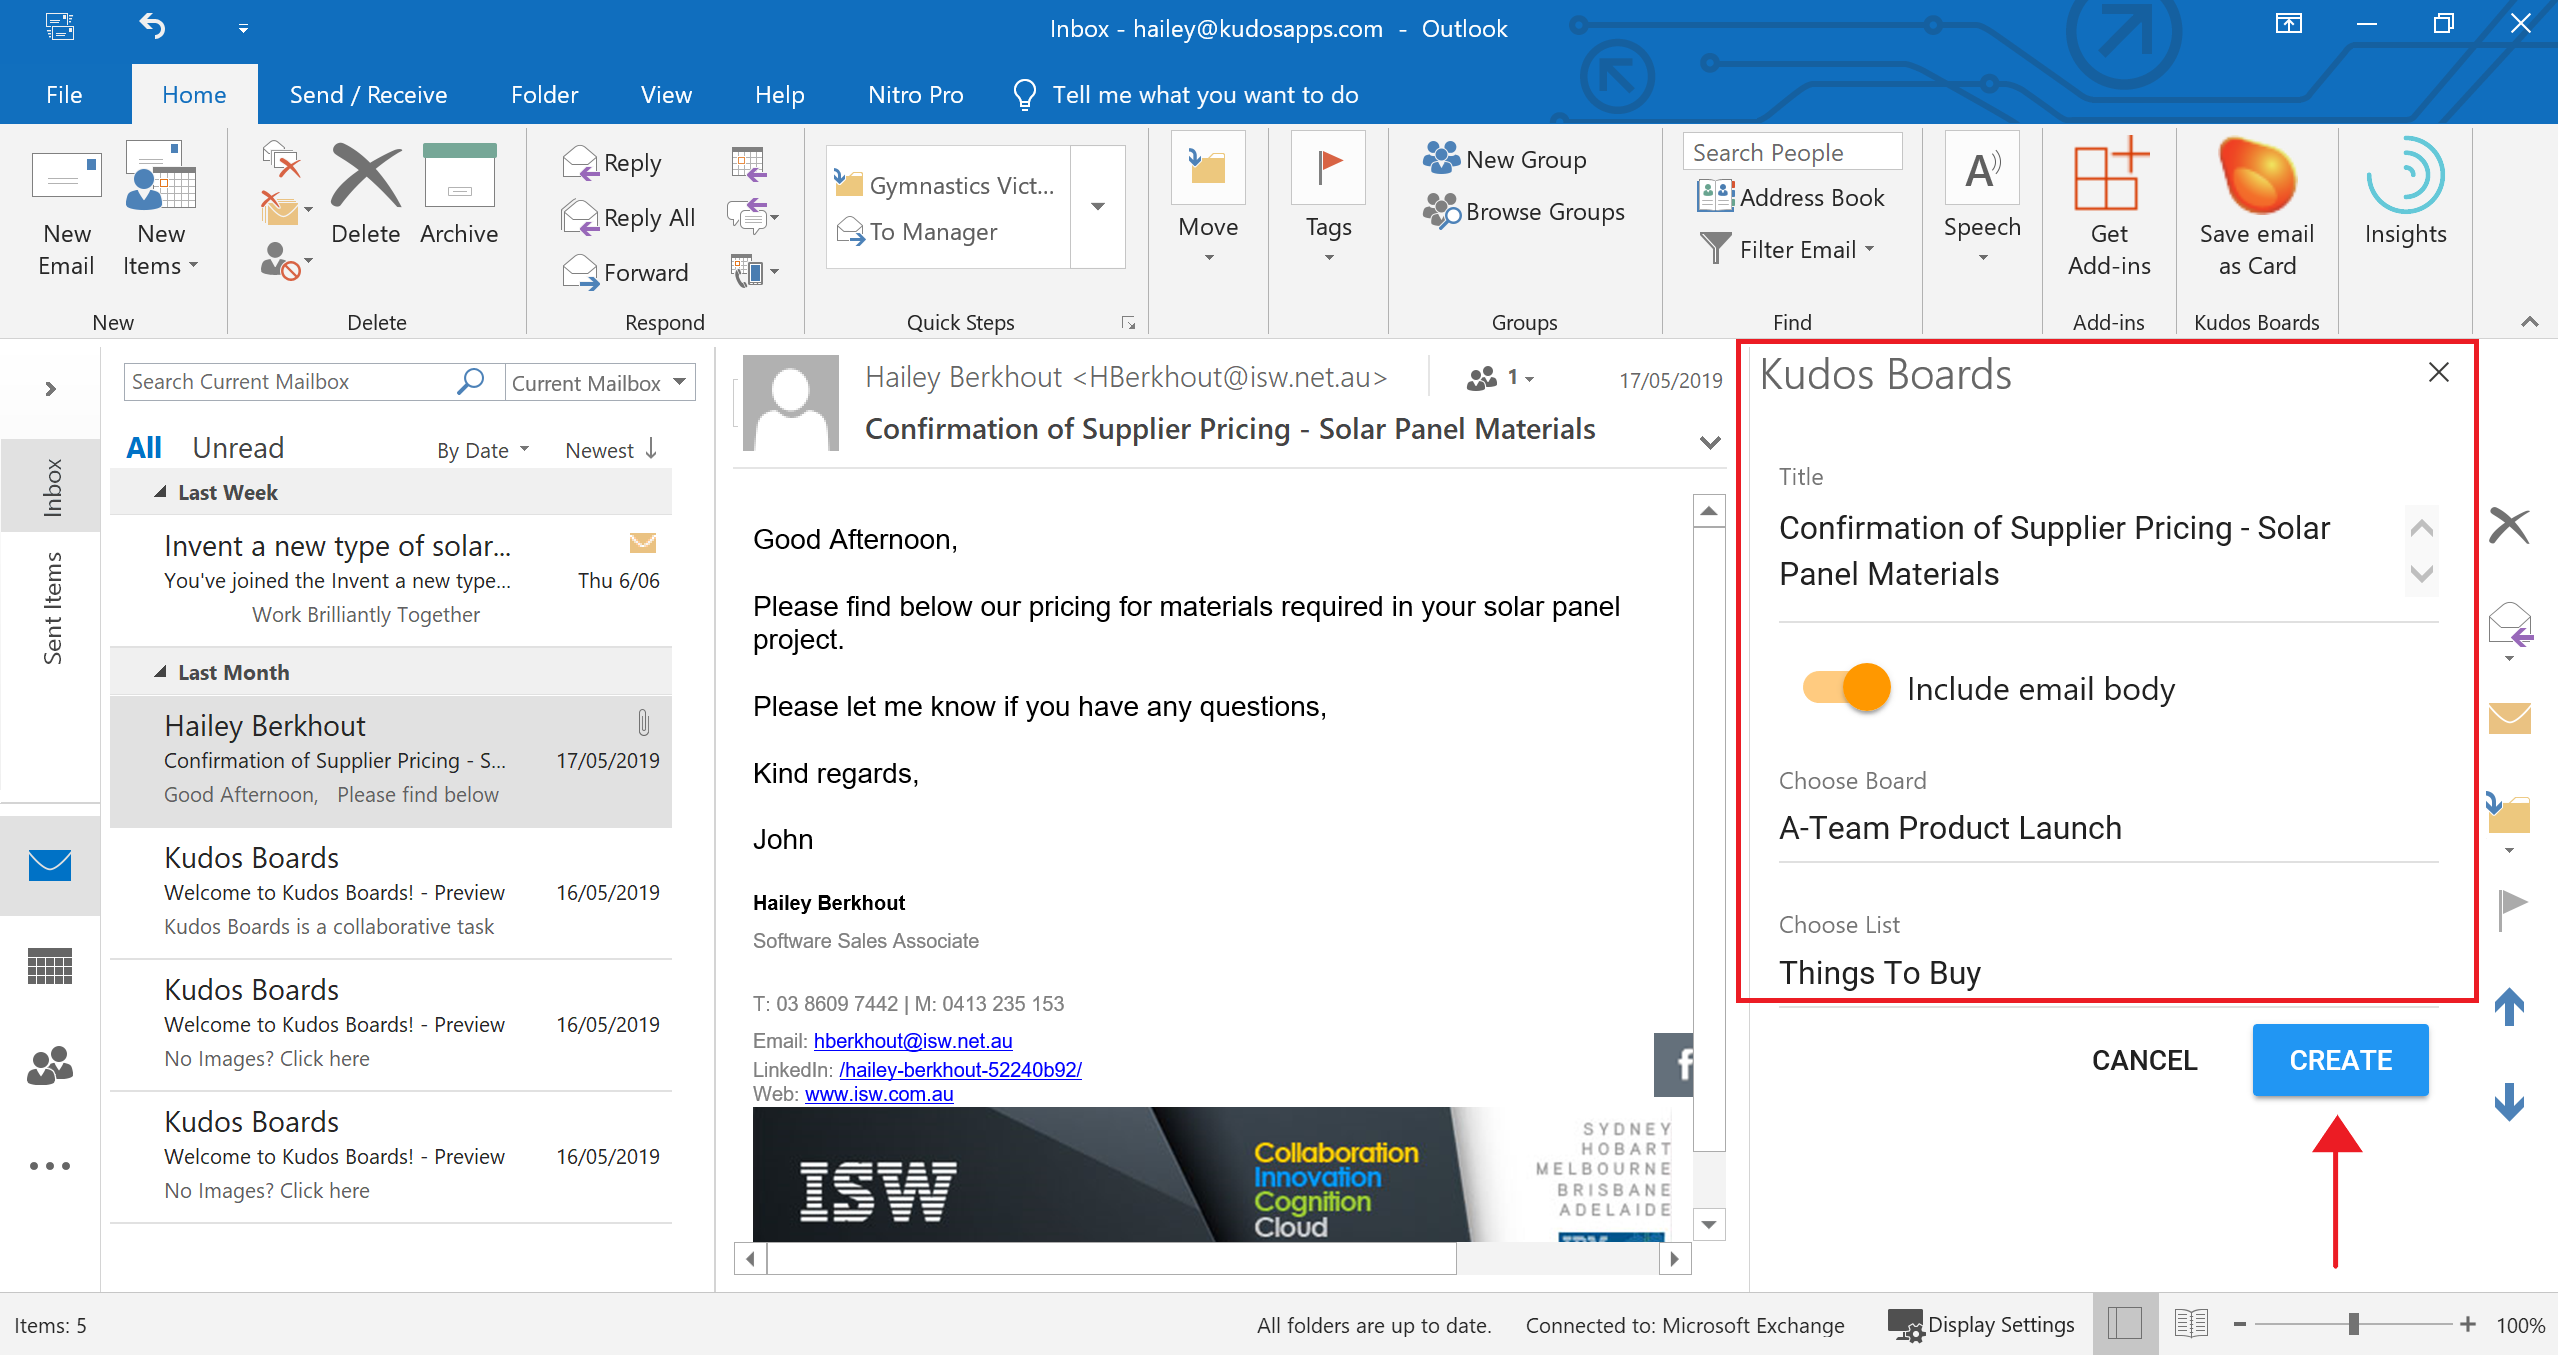 Inbox - hailey@kudosapps.com - Outlook
File
Home
Send / Receive
Folder
View
Help
Nitro Pro
Tell me what you want to do
New
Email
New
Items
New
Delete
Archive
Delete
Reply
Reply All
Forward
Respond
Gymnastics Vict...
To Manager
Quick Steps
Move
Tags
New Group
Browse Groups
Groups
Search People
Address Book
Filter Email
Find
A
Speech
Get
Add-ins
Add-ins
Save email
as Card
Kudos Boards
Insights
Inbox
Sent Items
Search Current Mailbox
Current Mailbox
All
Unread
By Date
Newest
Last Week
Invent a new type of solar...
You've joined the Invent a new type...
Thu 6/06
Work Brilliantly Together
Last Month
Hailey Berkhout
Confirmation of Supplier Pricing - S...
17/05/2019
Good Afternoon, Please find below
Kudos Boards
Welcome to Kudos Boards! - Preview
16/05/2019
Kudos Boards is a collaborative task
Kudos Boards
Welcome to Kudos Boards! - Preview
16/05/2019
No Images? Click here
Kudos Boards
Welcome to Kudos Boards! - Preview
16/05/2019
No Images? Click here
Hailey Berkhout <HBerkhout@isw.net.au>
1
17/05/2019
Confirmation of Supplier Pricing - Solar Panel Materials
Good Afternoon,
Please find below our pricing for materials required in your solar panel
project.
Please let me know if you have any questions,
Kind regards,
John
Hailey Berkhout
Software Sales Associate
T: 03 8609 7442 | M: 0413 235 153
Email: hberkhout@isw.net.au
LinkedIn: /hailey-berkhout-52240b92/
Web: www.isw.com.au
f
ISW
Collaboration
Innovation
Cognition
Cloud
SYDNEY
HOBART
MELBOURNE
BRISBANE
ADELAIDE
Kudos Boards
Title
Confirmation of Supplier Pricing - Solar
Panel Materials
Include email body
Choose Board
A-Team Product Launch
Choose List
Things To Buy
CANCEL
CREATE
Items: 5
All folders are up to date.
Connected to: Microsoft Exchange
Display Settings
100%